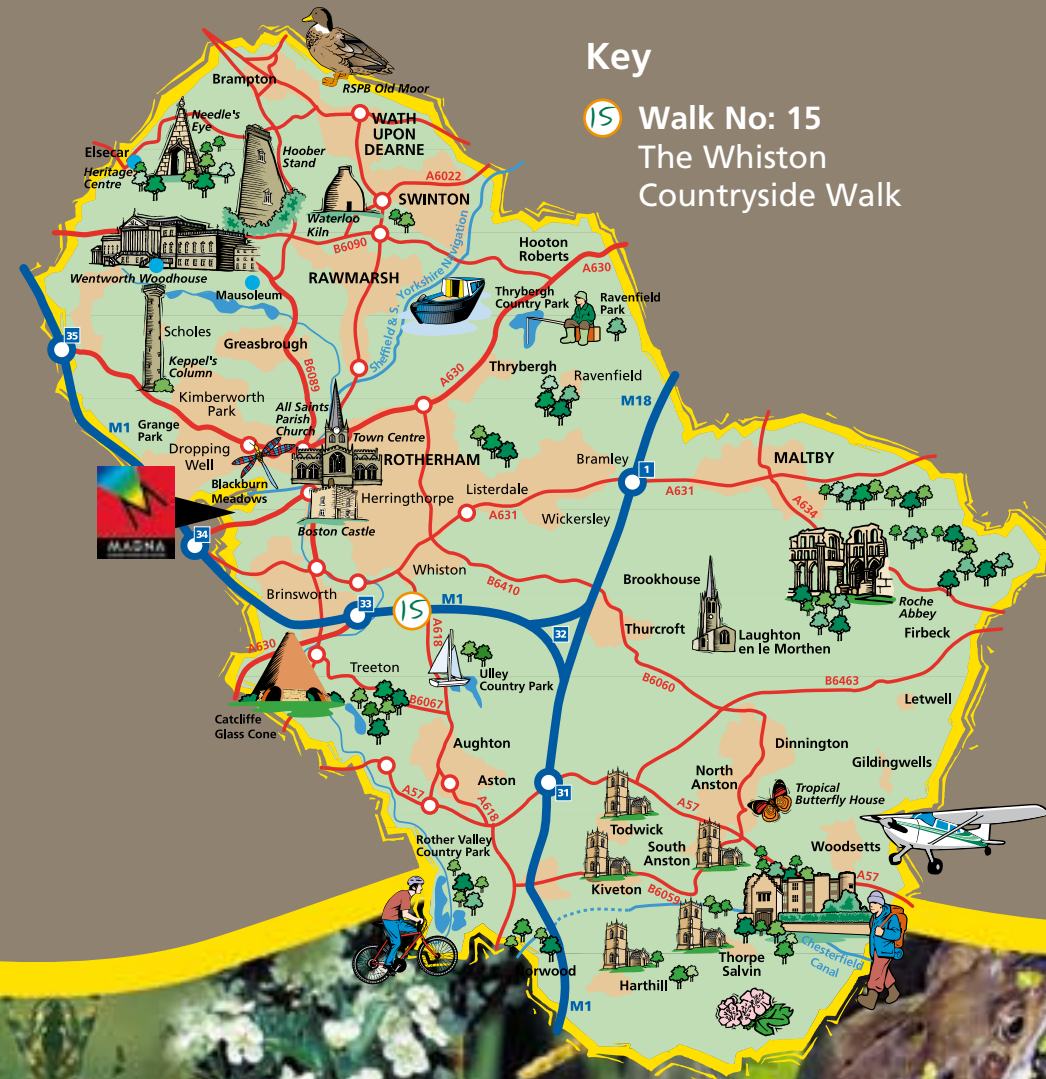 Key
15 Walk No: 15
The Whiston
Countryside Walk
Brampton
RSPB Old Moor
Needle's
Eye
WATH
UPON
DEARNE
Elsecar
Heritage
Centre
Hoober
Stand
A6022
SWINTON
Waterloo
Kiln
B6090
Hooton
Roberts
A630
Wentworth Woodhouse
Mausoleum
RAWMARSH
Sheffield & S. Yorkshire Navigation
Thrybergh
Country Park
Ravenfield
Park
35
Scholes
Greasbrough
Keppel's
Column
B6089
A630
Thrybergh
Ravenfield
Kimberworth
Park
M18
M1
Grange
Park
All Saints
Parish
Church
Town Centre
Dropping
Well
ROTHERHAM
Bramley
1
MALTBY
A631
A634
MAGNA
Blackburn
Meadows
Herringthorpe
Listerdale
A631
Wickersley
Boston Castle
34
Whiston
B6410
Brookhouse
Roche
Abbey
Brinsworth
33
15
M1
32
Thurcroft
Laughton
en le Morthen
Firbeck
A630
A618
Treeton
Ulley
Country Park
B6060
B6463
Letwell
B6067
Catcliffe
Glass Cone
Aughton
Dinnington
Gildingwells
Aston
31
North
Anston
Tropical
Butterfly House
A57
A618
A57
Todwick
Rother Valley
Country Park
South
Anston
Woodsetts
Kiveton
B6059
A57
Thorpe
Salvin
Chesterfield
Canal
Norwood
Harthill
M1